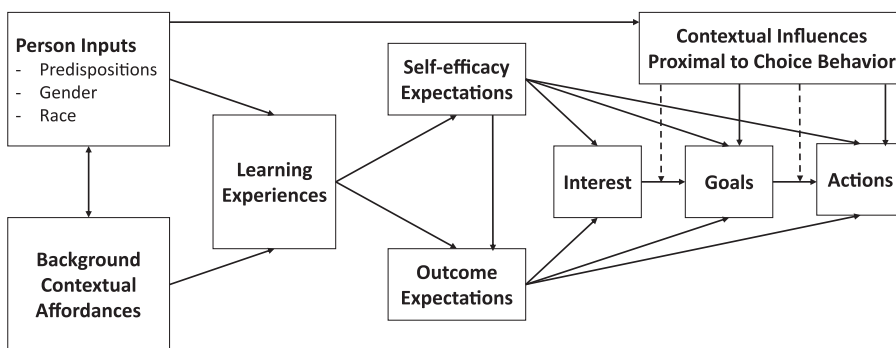 Person Inputs
- Predispositions
- Gender
- Race
Background
Contextual
Affordances
Learning
Experiences
Self-efficacy
Expectations
Outcome
Expectations
Interest
Goals
Actions
Contextual Influences
Proximal to Choice Behavior